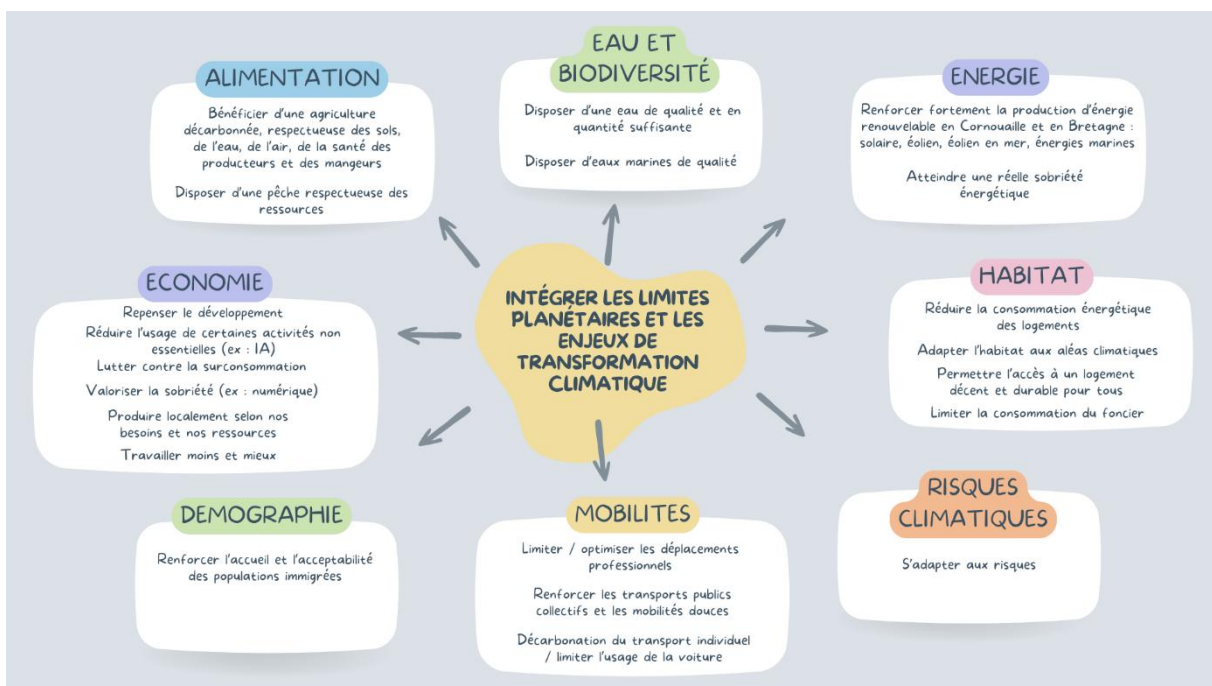 ALIMENTATION
Bénéficier d'une agriculture
décarbonnée, respectueuse des sols,
de l'eau, de l'air, de la santé des
producteurs et des mangeurs
Disposer d'une pêche respectueuse des
ressources
EAU ET
BIODIVERSITÉ
Disposer d'une eau de qualité et en
quantité suffisante
Disposer d'eaux marines de qualité
ENERGIE
Renforcer fortement la production d'énergie
renouvelable en Cornouaille et en Bretagne :
solaire, éolien, éolien en mer, énergies marines
Atteindre une réelle sobriété
énergétique
ECONOMIE
Repenser le développement
Réduire l'usage de certaines activités non
essentielles (ex : IA)
Lutter contre la surconsommation
Valoriser la sobriété (ex : numérique)
Produire localement selon nos
besoins et nos ressources
Travailler moins et mieux
INTÉGRER LES LIMITES
PLANÉTAIRES ET LES
ENJEUX DE
TRANSFORMATION
CLIMATIQUE
HABITAT
Réduire la consommation énergétique
des logements
Adapter l'habitat aux aléas climatiques
Permettre l'accès à un logement
décent et durable pour tous
Limiter la consommation du foncier
DEMOGRAPHIE
Renforcer l'accueil et l'acceptabilité
des populations immigrées
MOBILITES
Limiter / optimiser les déplacements
professionnels
Renforcer les transports publics
collectifs et les mobilités douces
Décarbonation du transport individuel
/ limiter l'usage de la voiture
RISQUES
CLIMATIQUES
S'adapter aux risques